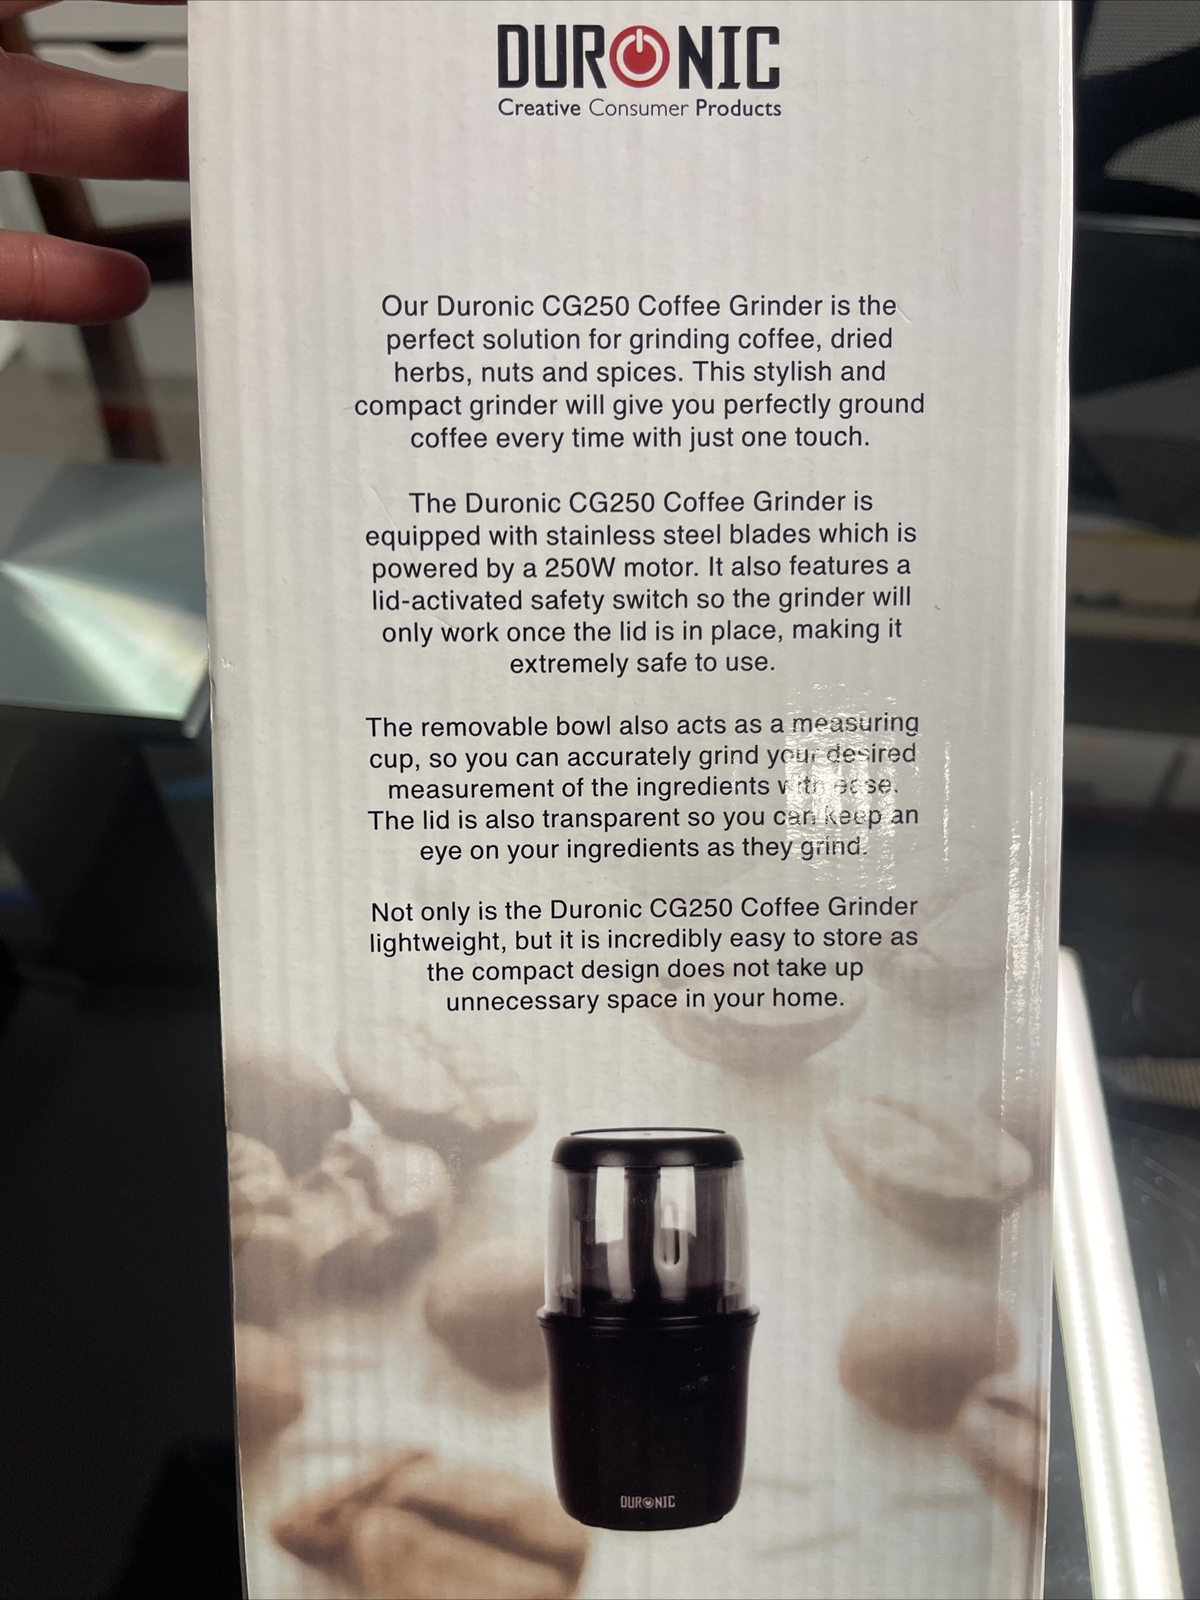 DURONIC
Creative Consumer Products
Our Duronic CG250 Coffee Grinder is the
perfect solution for grinding coffee, dried
herbs, nuts and spices. This stylish and
compact grinder will give you perfectly ground
coffee every time with just one touch.
The Duronic CG250 Coffee Grinder is
equipped with stainless steel blades which is
powered by a 250W motor. It also features a
lid-activated safety switch so the grinder will
only work once the lid is in place, making it
extremely safe to use.
The removable bowl also acts as a measuring
cup, so you can accurately grind your desired
measurement of the ingredients with ease.
The lid is also transparent so you can keep an
eye on your ingredients as they grind.
Not only is the Duronic CG250 Coffee Grinder
lightweight, but it is incredibly easy to store as
the compact design does not take up
unnecessary space in your home.
DURONIC